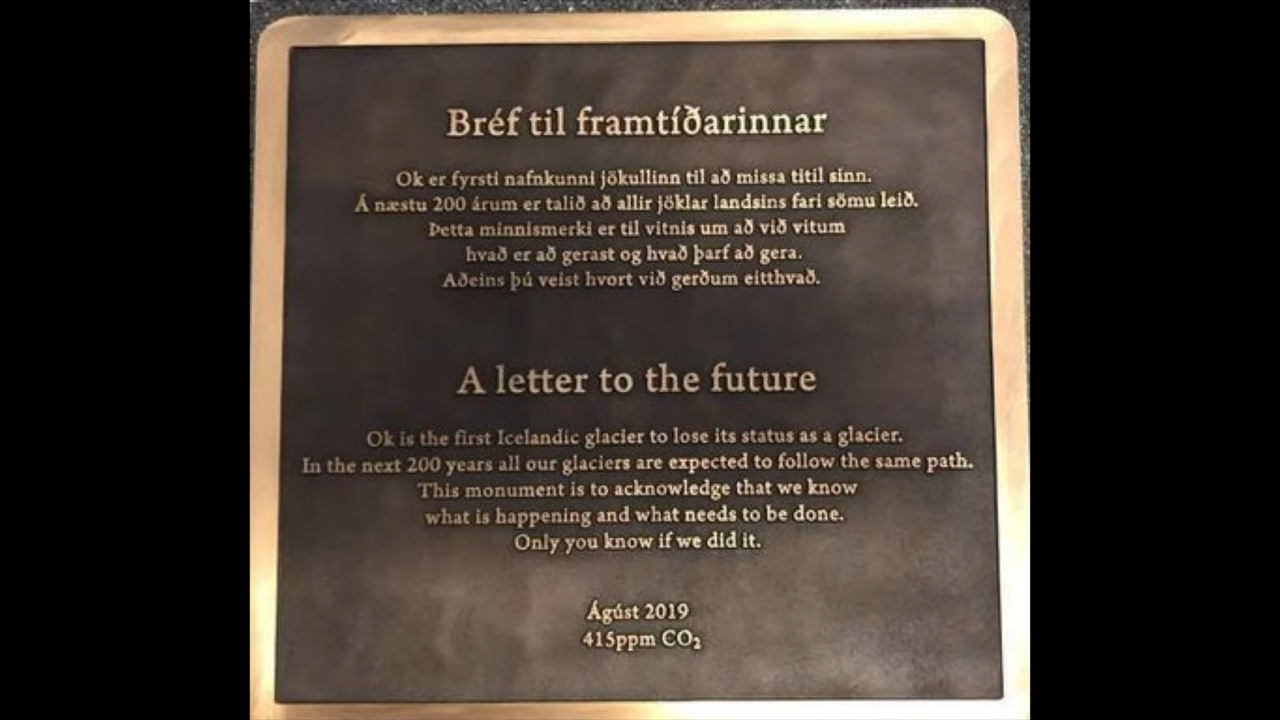 Bréf til framtíðarinnar
Ok er fyrsti nafnkunni jökullinn til að missa titil sinn.
Á næstu 200 árum er talið að allir jöklar landsins fari sömu leið.
Þetta minnismerki er til vitnis um að við vitum
hvað er að gerast og hvað þarf að gera.
Aðeins þú veist hvort við gerðum eitthvað.
A letter to the future
Ok is the first Icelandic glacier to lose its status as a glacier.
In the next 200 years all our glaciers are expected to follow the same path.
This monument is to acknowledge that we know
what is happening and what needs to be done.
Only you know if we did it.
Ágúst 2019
415ppm CO₂